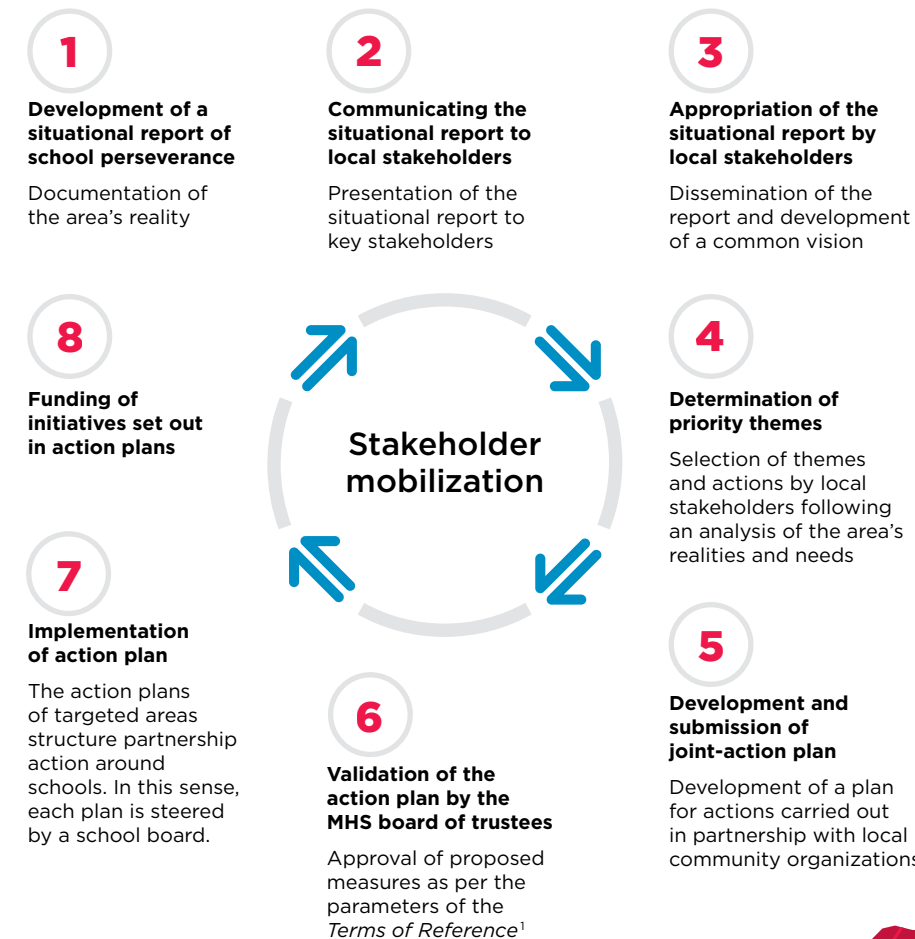 1
Development of a
situational report of
school perseverance
Documentation of
the area's reality
2
Communicating the
situational report to
local stakeholders
Presentation of the
situational report to
key stakeholders
3
Appropriation of the
situational report by
local stakeholders
Dissemination of the
report and development
of a common vision
4
Determination of
priority themes
Selection of themes
and actions by local
stakeholders following
an analysis of the area's
realities and needs
5
Development and
submission of
joint-action plan
Development of a plan
for actions carried out
in partnership with local
community organizations
6
Validation of the
action plan by the
MHS board of trustees
Approval of proposed
measures as per the
parameters of the
Terms of Reference¹
7
Implementation
of action plan
The action plans
of targeted areas
structure partnership
action around
schools. In this sense,
each plan is steered
by a school board.
8
Funding of
initiatives set out
in action plans
Stakeholder
mobilization